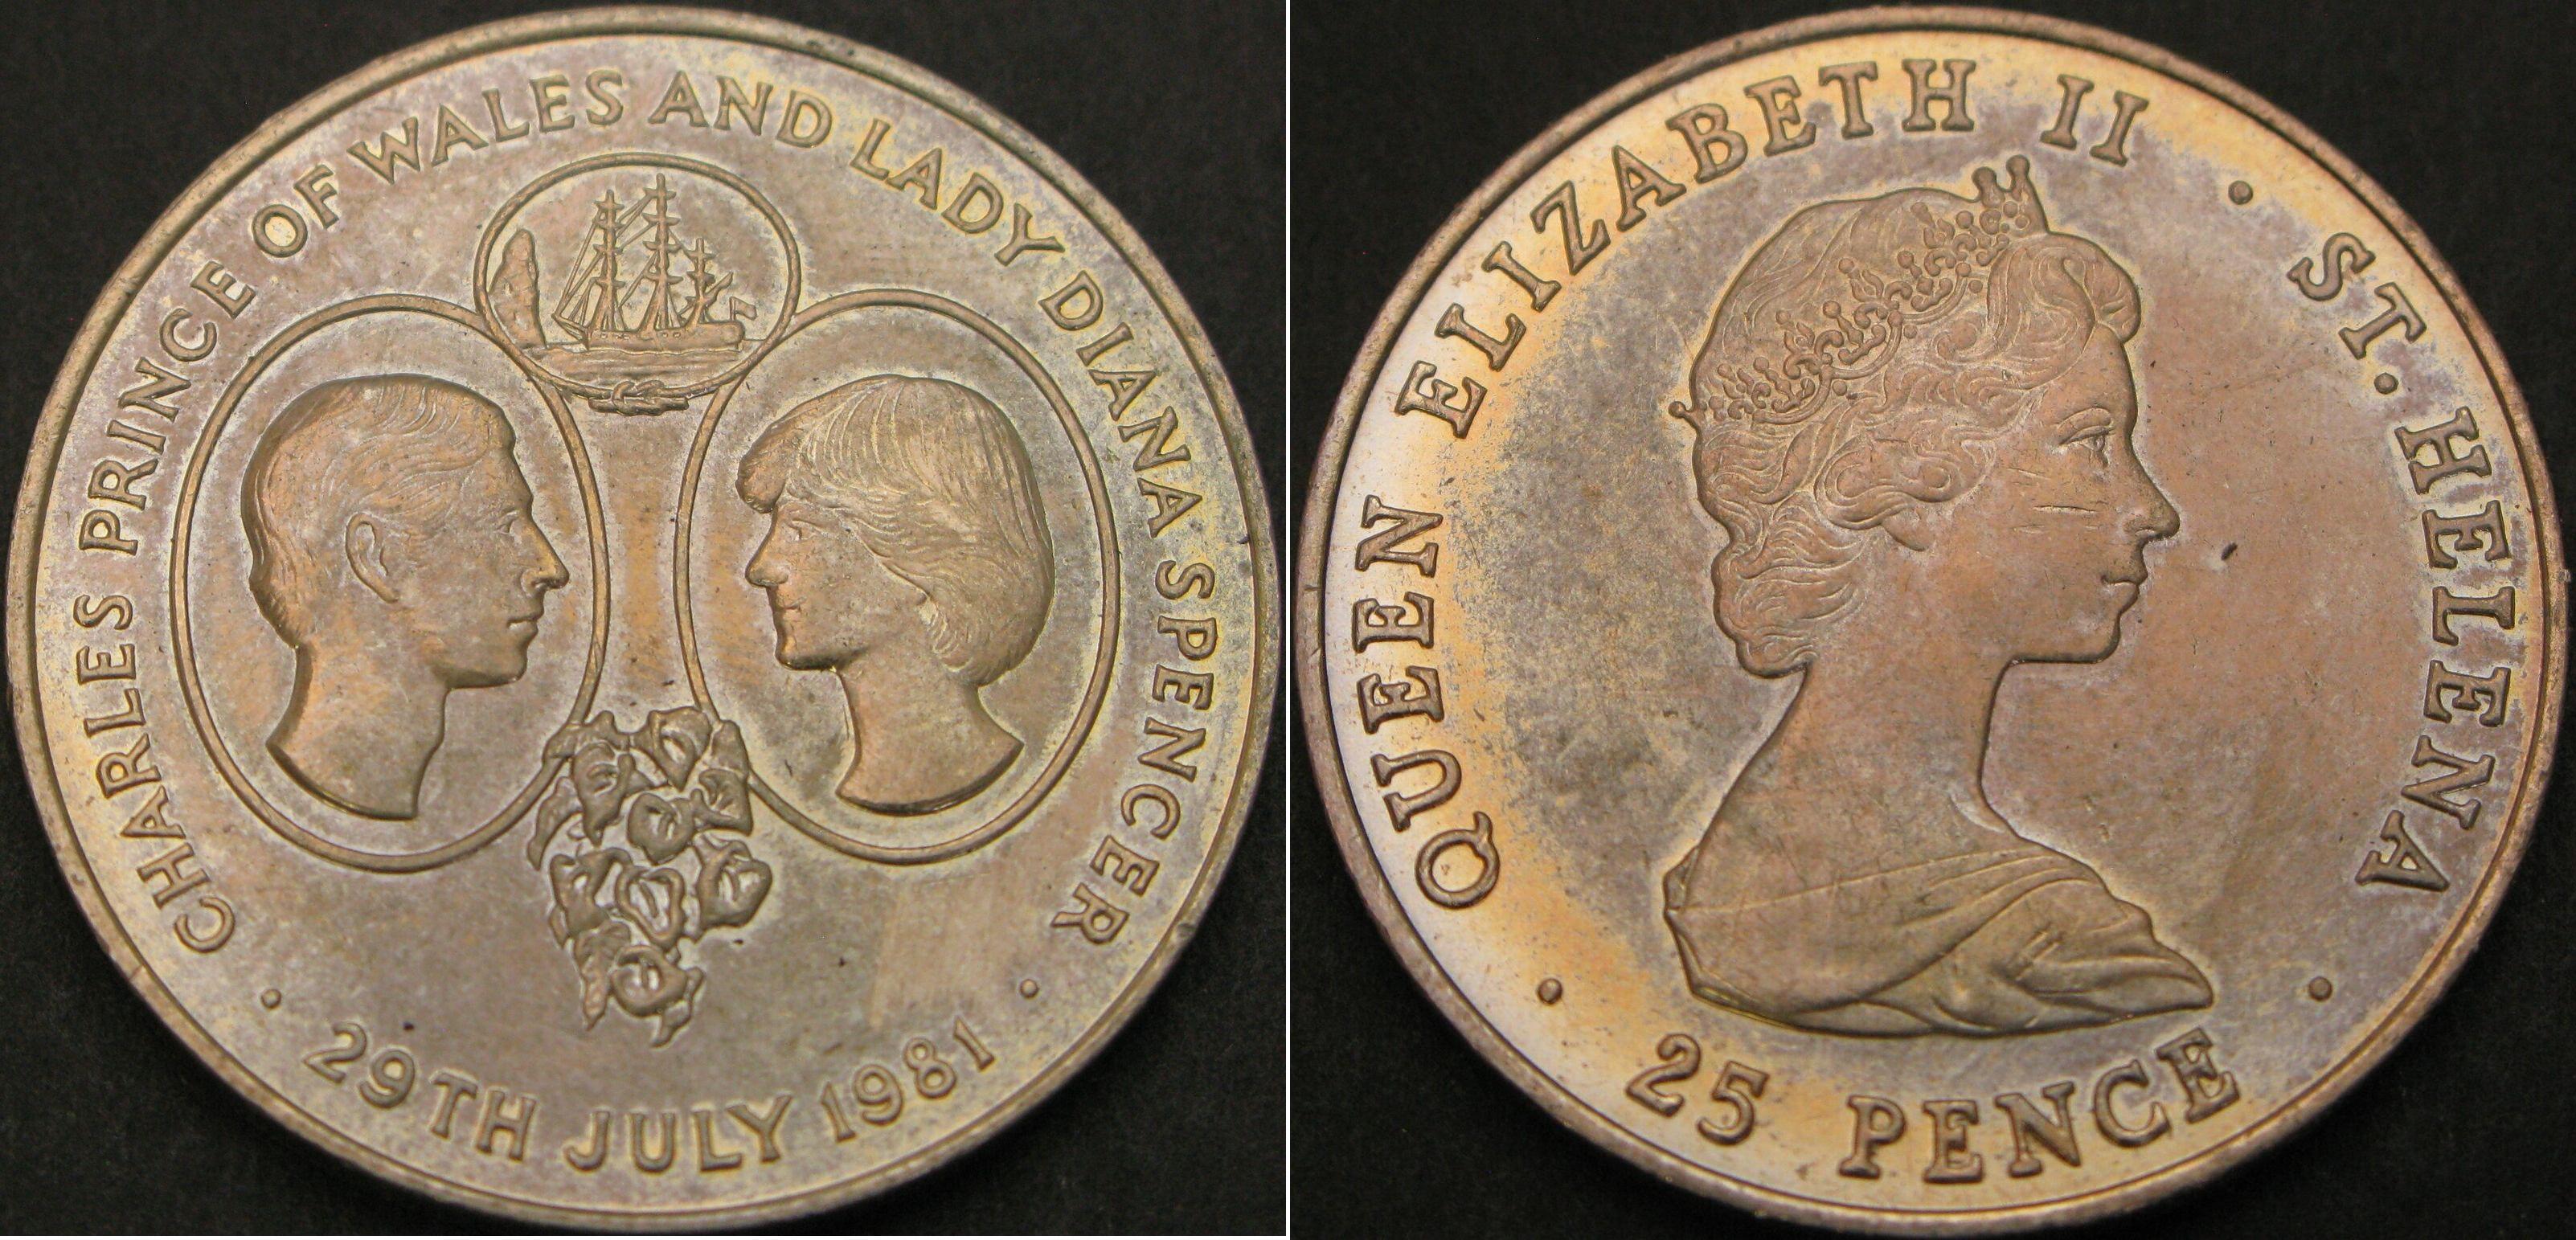 CHARLES PRINCE OF WALES AND LADY DIANA SPENCER
· 29TH JULY 1981 ·
QUEEN ELIZABETH II · ST. HELENA
· 25 PENCE ·